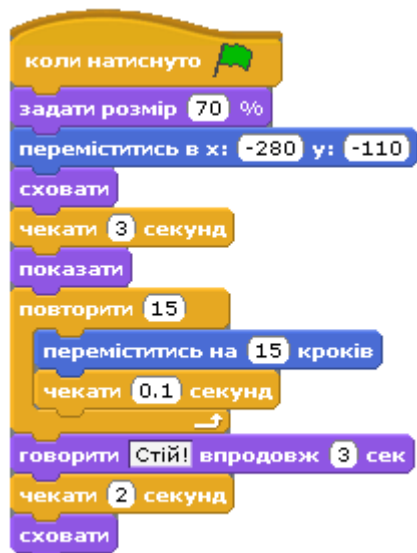 коли натиснуто
задати розмір 70 %
переміститись в x: -280 y: -110
сховати
чекати 3 секунд
показати
повторити 15
переміститись на 15 кроків
чекати 0.1 секунд
говорити Стій! впродовж 3 сек
чекати 2 секунд
сховати